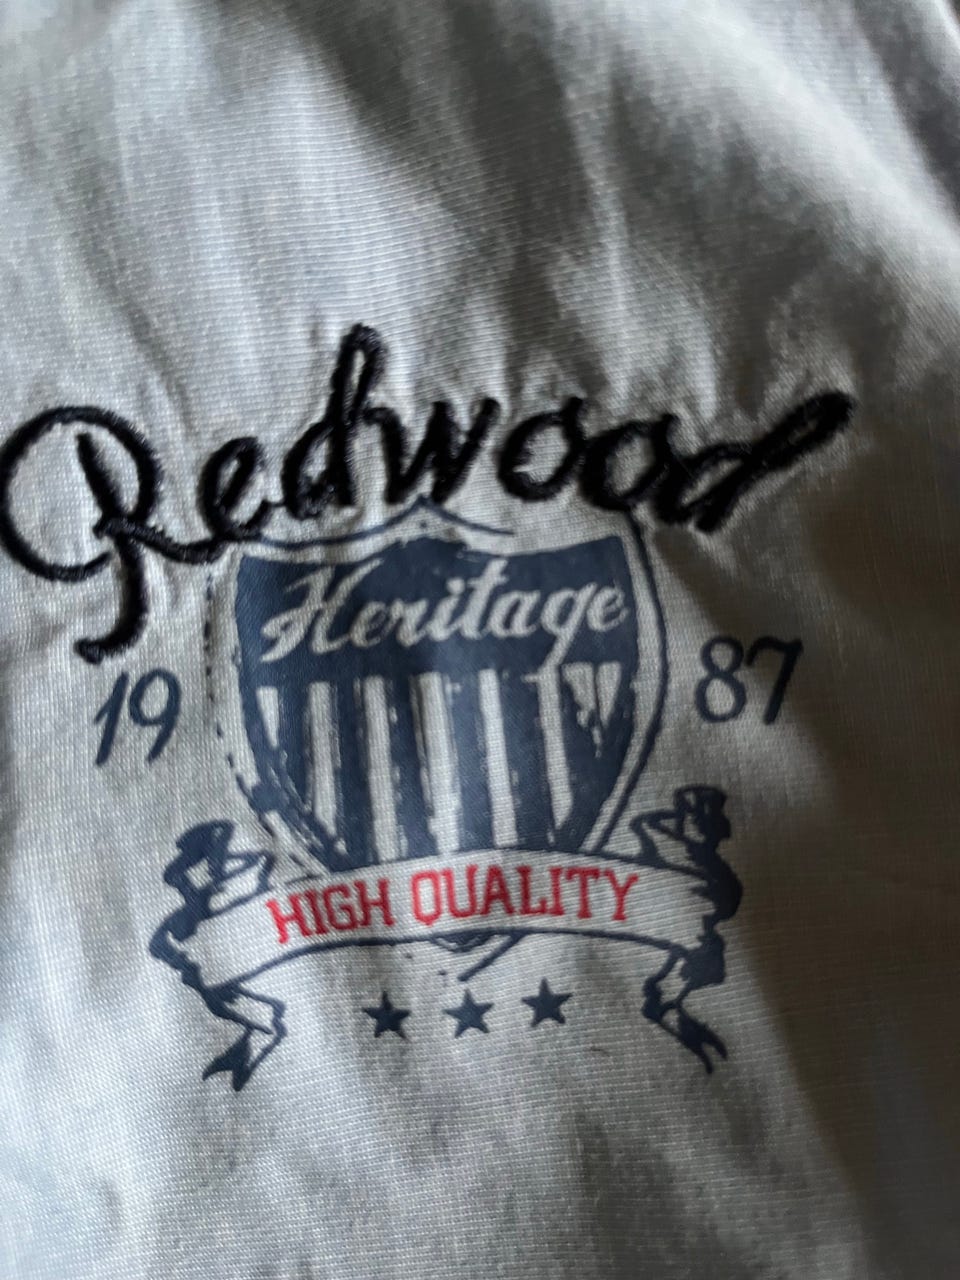 Redwood
Heritage
19 87
HIGH QUALITY